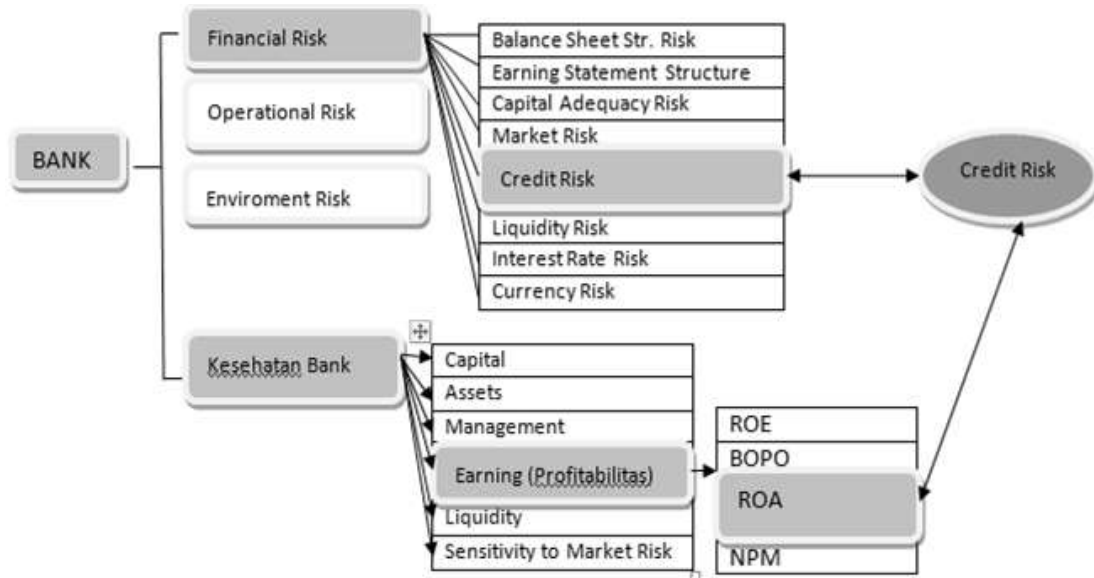 BANK
Financial Risk
Operational Risk
Enviroment Risk
Balance Sheet Str. Risk
Earning Statement Structure
Capital Adequacy Risk
Market Risk
Credit Risk
Liquidity Risk
Interest Rate Risk
Currency Risk
Credit Risk
Kesehatan Bank
Capital
Assets
Management
Earning (Profitabilitas)
Liquidity
Sensitivity to Market Risk
ROE
BOPO
ROA
NPM